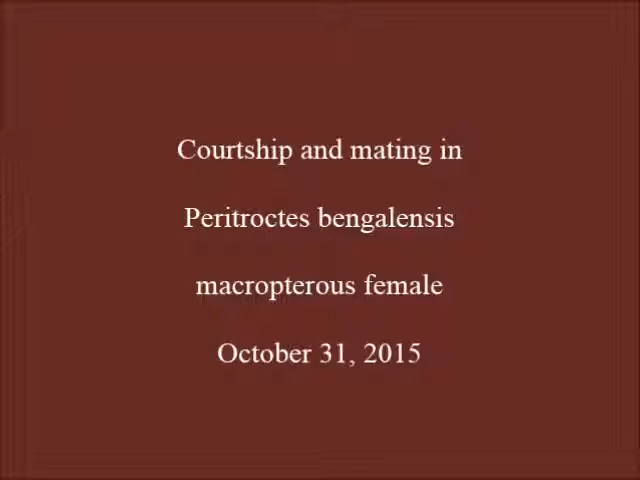 Courtship and mating in
Peritroctes bengalensis
macropterous female
October 31, 2015